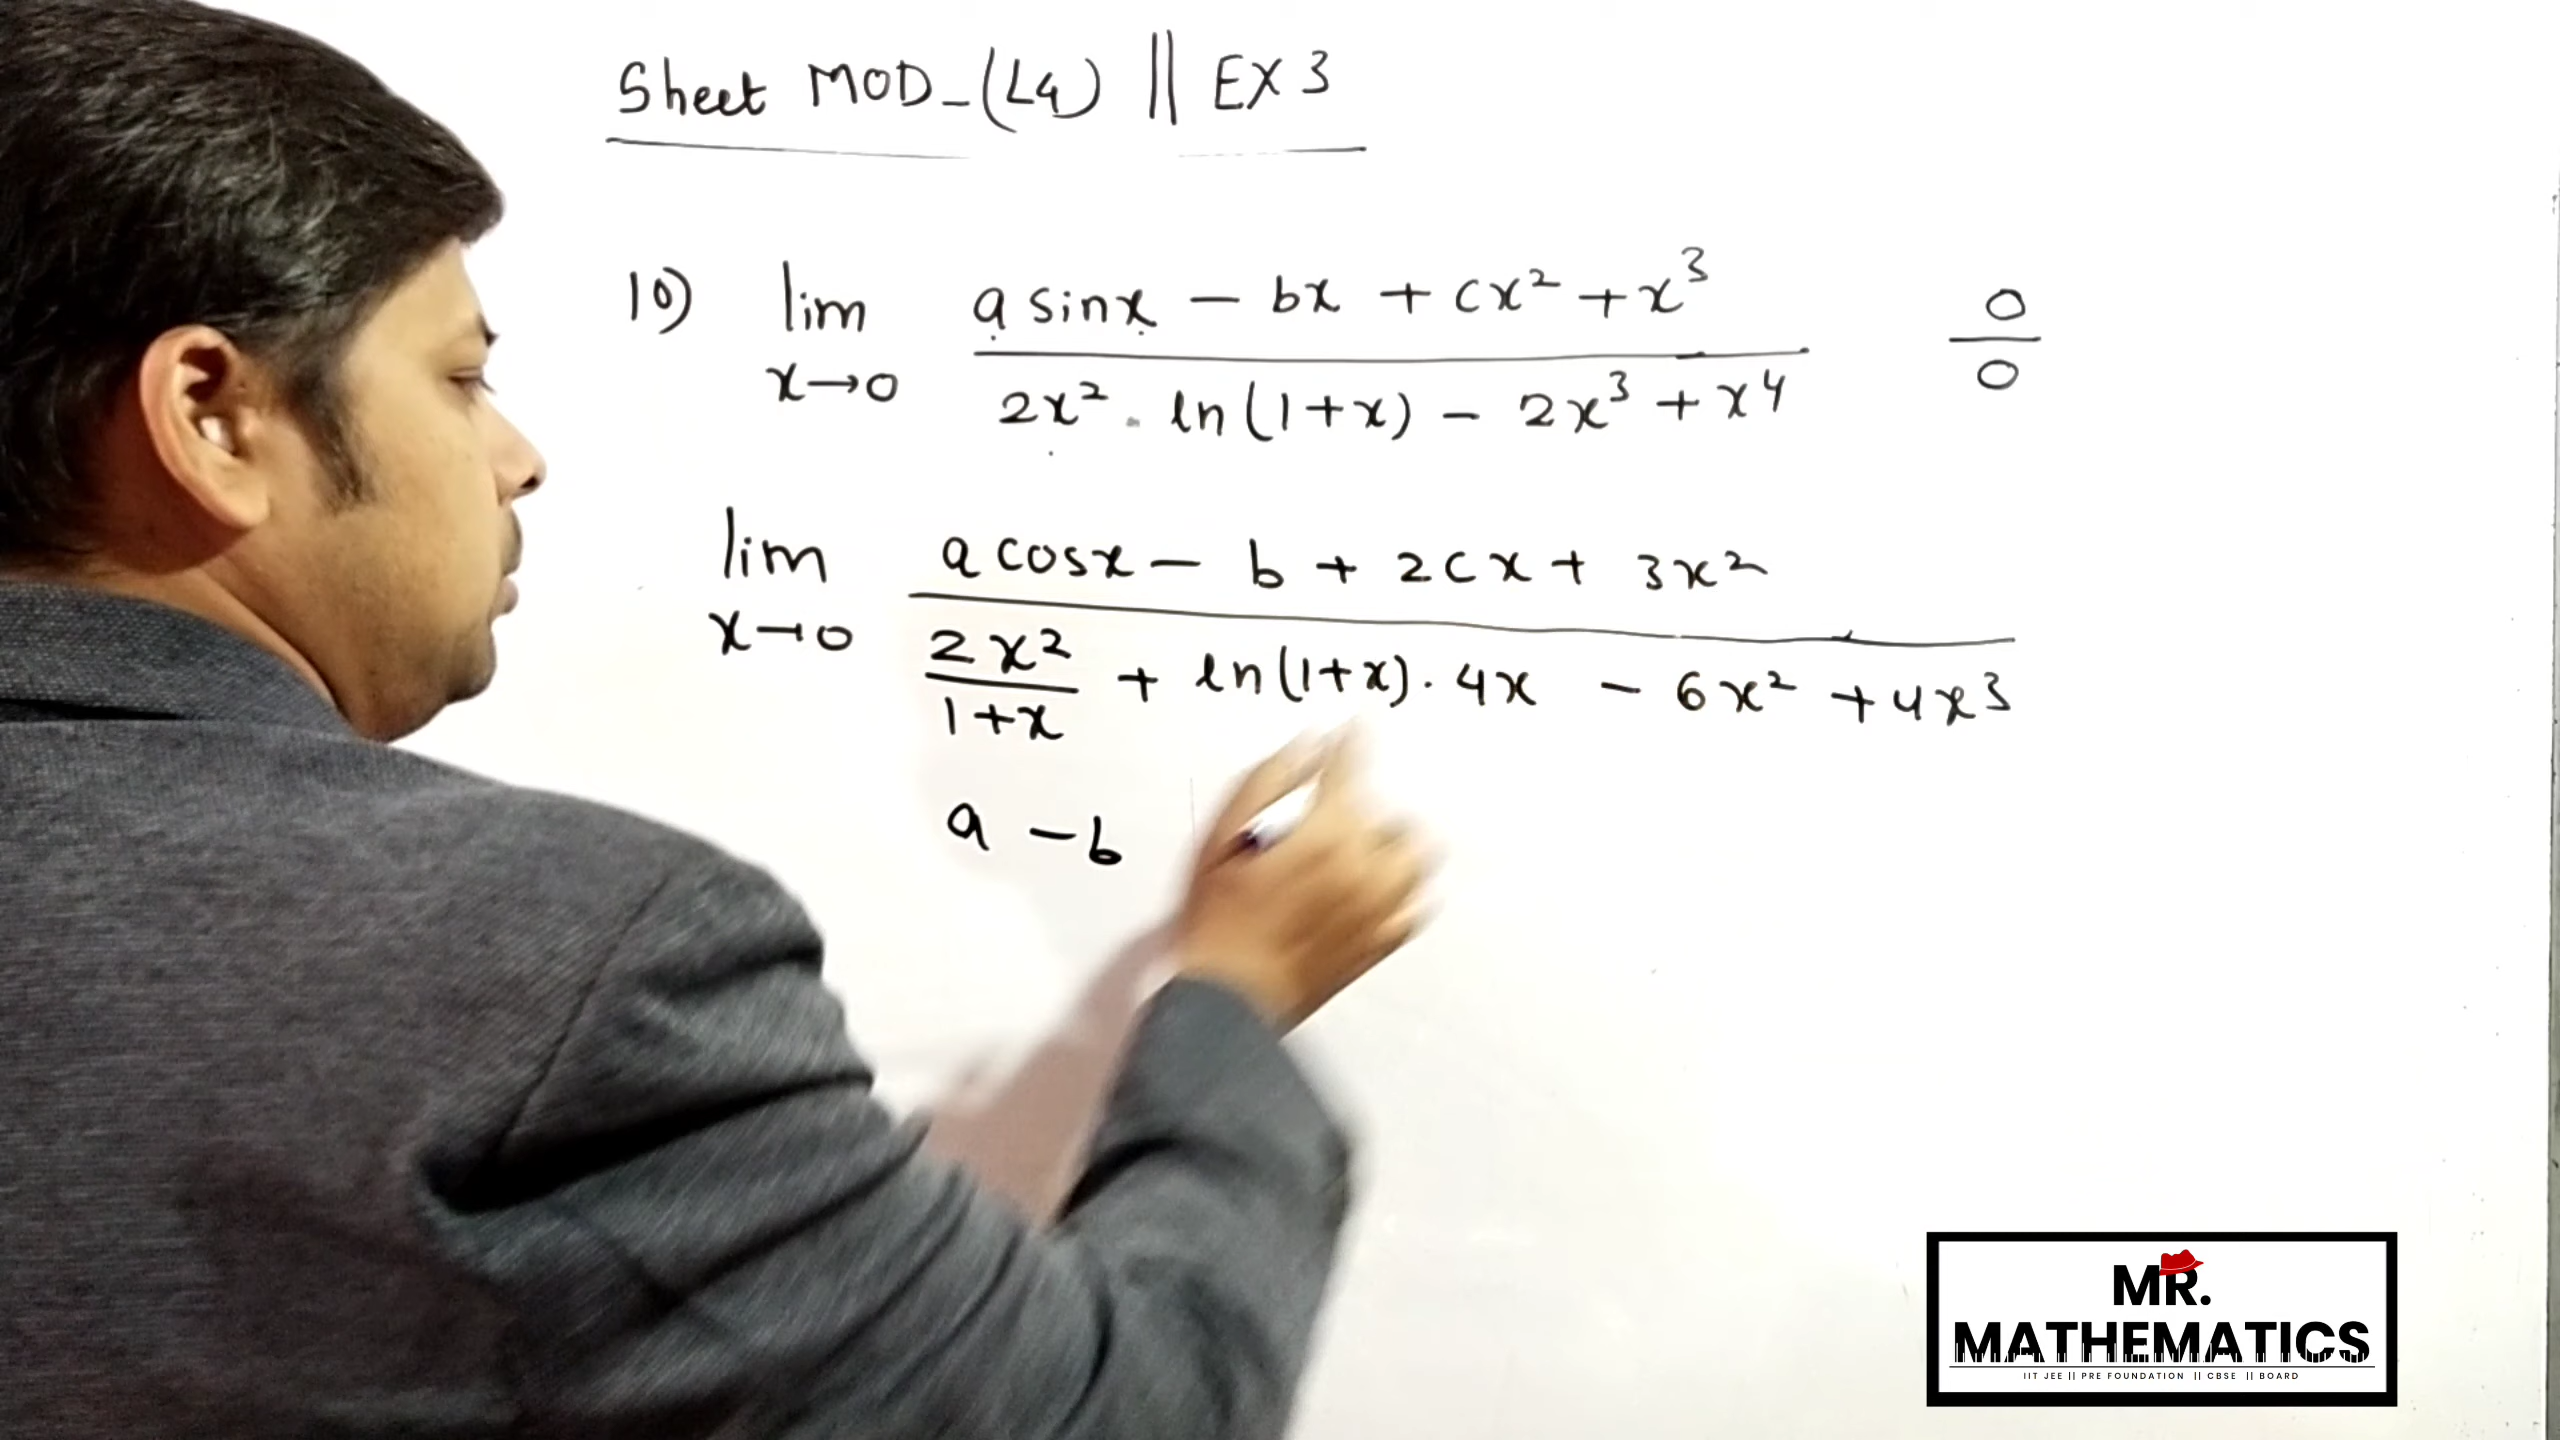 Sheet MOD-(L4) || EX 3
10) lim x→0 (a sinx - bx + cx² + x³) / (2x² . ln(1+x) - 2x³ + x⁴) 0/0
lim x→0 (a cosx - b + 2cx + 3x²) / (2x²/(1+x) + ln(1+x) . 4x - 6x² + 4x³)
a - b
MR.
MATHEMATICS
IIT JEE || PRE FOUNDATION || CBSE || BOARD